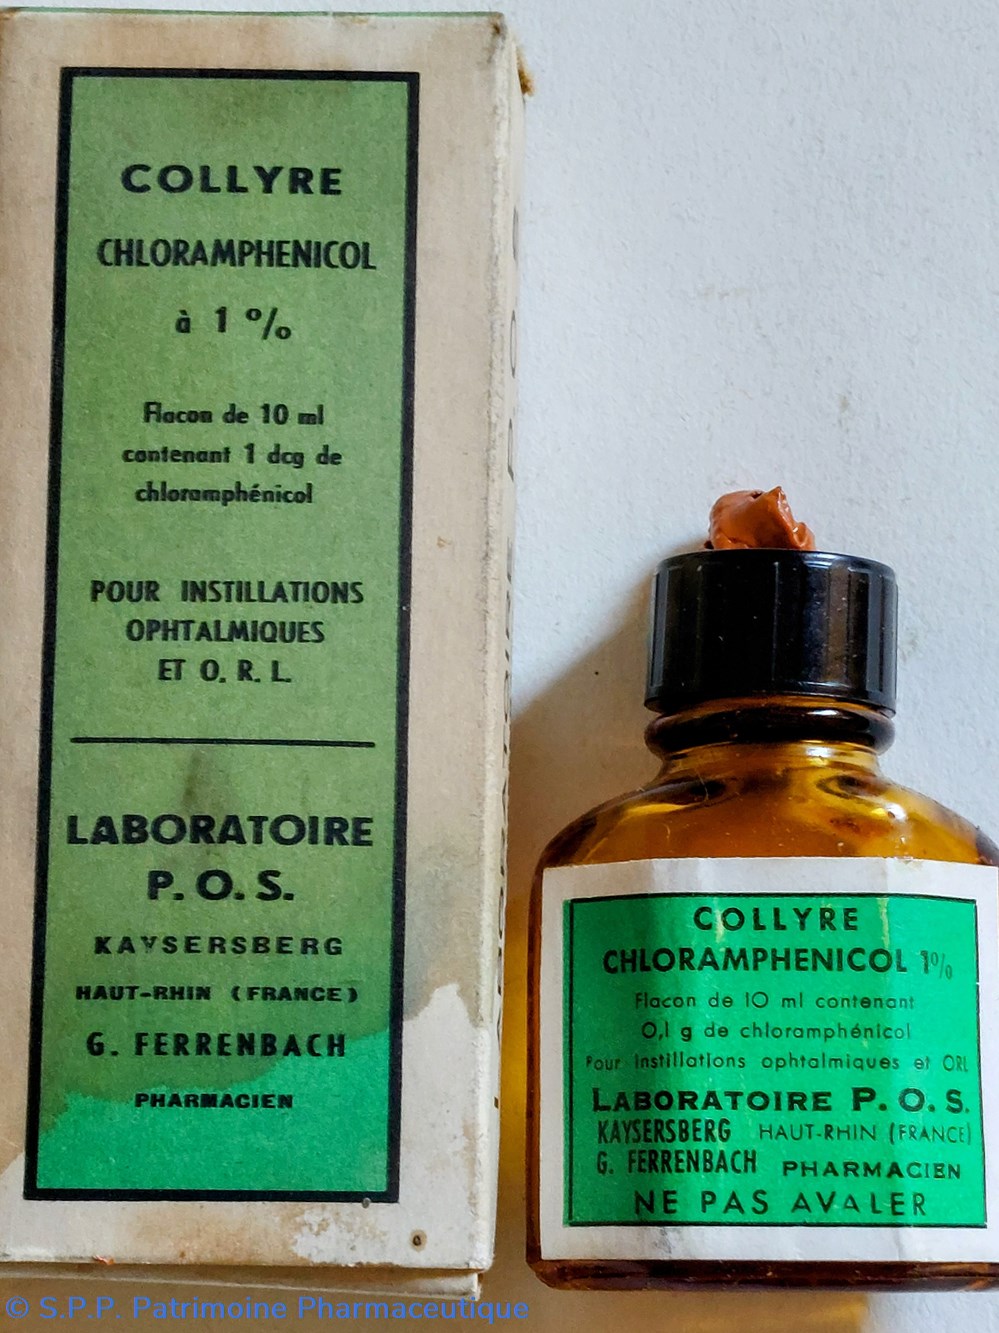 COLLYRE
CHLORAMPHENICOL
à 1 %
Flacon de 10 ml
contenant 1 dcg de
chloramphénicol
POUR INSTILLATIONS
OPHTALMIQUES
ET O. R. L.
LABORATOIRE
P. O. S.
KAYSERSBERG
HAUT-RHIN (FRANCE)
G. FERRENBACH
PHARMACIEN
COLLYRE
CHLORAMPHENICOL 1%
Flacon de 10 ml contenant
0,1 g de chloramphénicol
Pour instillations ophtalmiques et ORL
LABORATOIRE P. O. S.
KAYSERSBERG HAUT-RHIN (FRANCE)
G. FERRENBACH PHARMACIEN
NE PAS AVALER
© S.P.P. Patrimoine Pharmaceutique